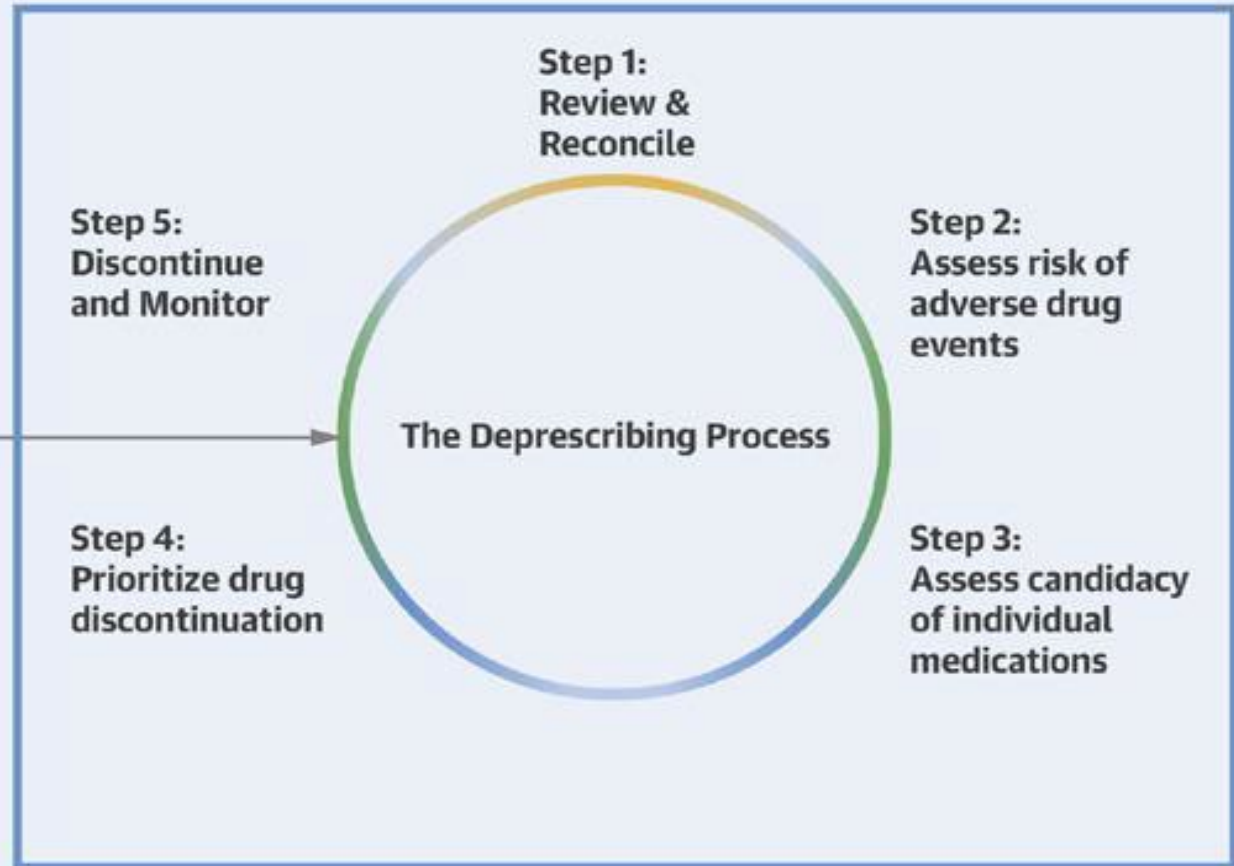 Step 1:
Review &
Reconcile
Step 2:
Assess risk of
adverse drug
events
Step 3:
Assess candidacy
of individual
medications
Step 4:
Prioritize drug
discontinuation
Step 5:
Discontinue
and Monitor
The Deprescribing Process